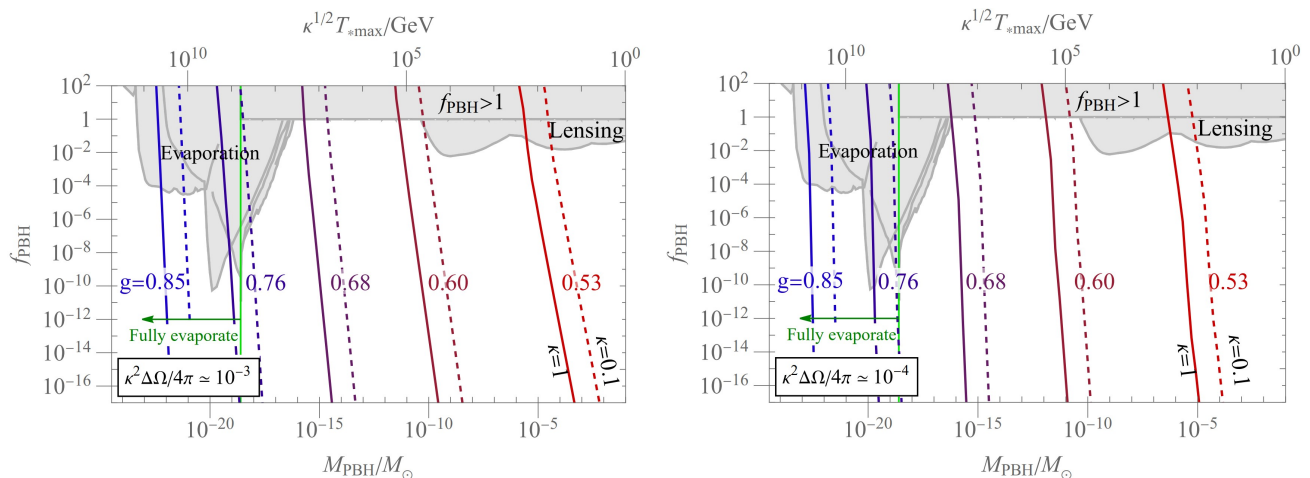 κ^{1/2}T_{*max}/GeV
10^{10} 10^5 10^0
10^2
1
10^{-2}
10^{-4}
10^{-6}
10^{-8}
10^{-10}
10^{-12}
10^{-14}
10^{-16}
f_{PBH}
f_{PBH}>1
Lensing
Evaporation
g=0.85 0.76 0.68 0.60 0.53
Fully evaporate
κ=1
κ=0.1
κ^2ΔΩ/4π ≃ 10^{-3}
10^{-20} 10^{-15} 10^{-10} 10^{-5}
M_{PBH}/M_⊙
κ^{1/2}T_{*max}/GeV
10^{10} 10^5 10^0
10^2
1
10^{-2}
10^{-4}
10^{-6}
10^{-8}
10^{-10}
10^{-12}
10^{-14}
10^{-16}
f_{PBH}
f_{PBH}>1
Lensing
Evaporation
g=0.85 0.76 0.68 0.60 0.53
Fully evaporate
κ=1
κ=0.1
κ^2ΔΩ/4π ≃ 10^{-4}
10^{-20} 10^{-15} 10^{-10} 10^{-5}
M_{PBH}/M_⊙